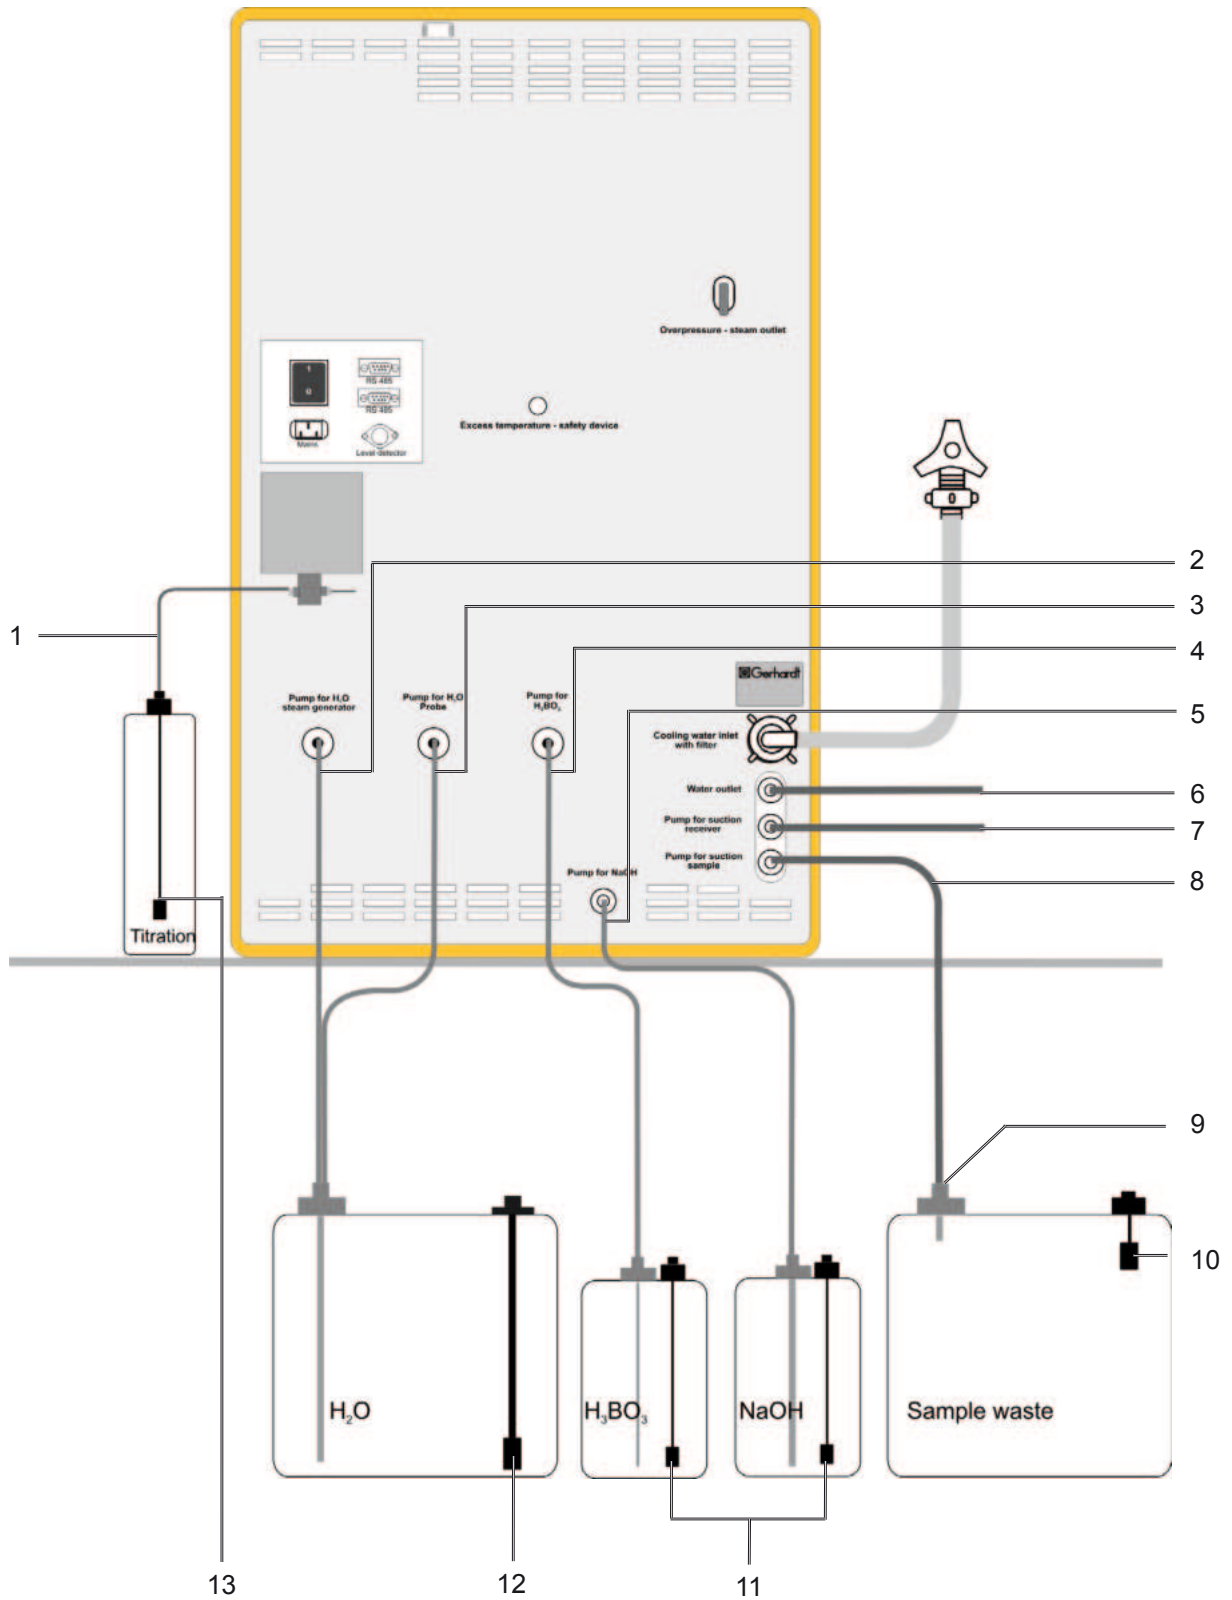 Overpressure - steam outlet
1
0
RS 485
RS 485
Mains
Level detector
Excess temperature - safety device
2
3
1
4
Gerhardt
Pump for H₂O
steam generator
Pump for H₂O
Probe
Pump for
H₃BO₃
5
Cooling water inlet
with filter
0
Water outlet
6
Pump for suction
receiver
7
Pump for suction
sample
8
Pump for NaOH
Titration
9
10
H₂O
H₃BO₃
NaOH
Sample waste
13
12
11